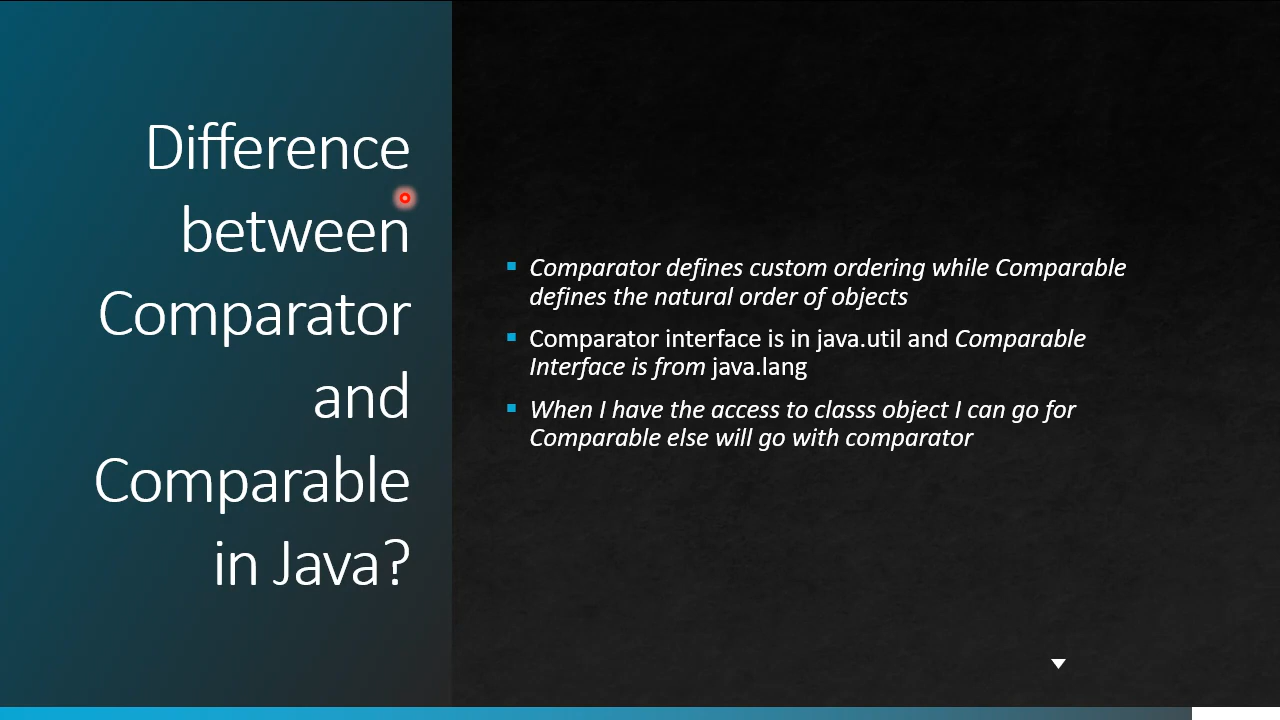 Difference
between
Comparator
and
Comparable
in Java?
Comparator defines custom ordering while Comparable
defines the natural order of objects
Comparator interface is in java.util and Comparable
Interface is from java.lang
When I have the access to classs object I can go for
Comparable else will go with comparator